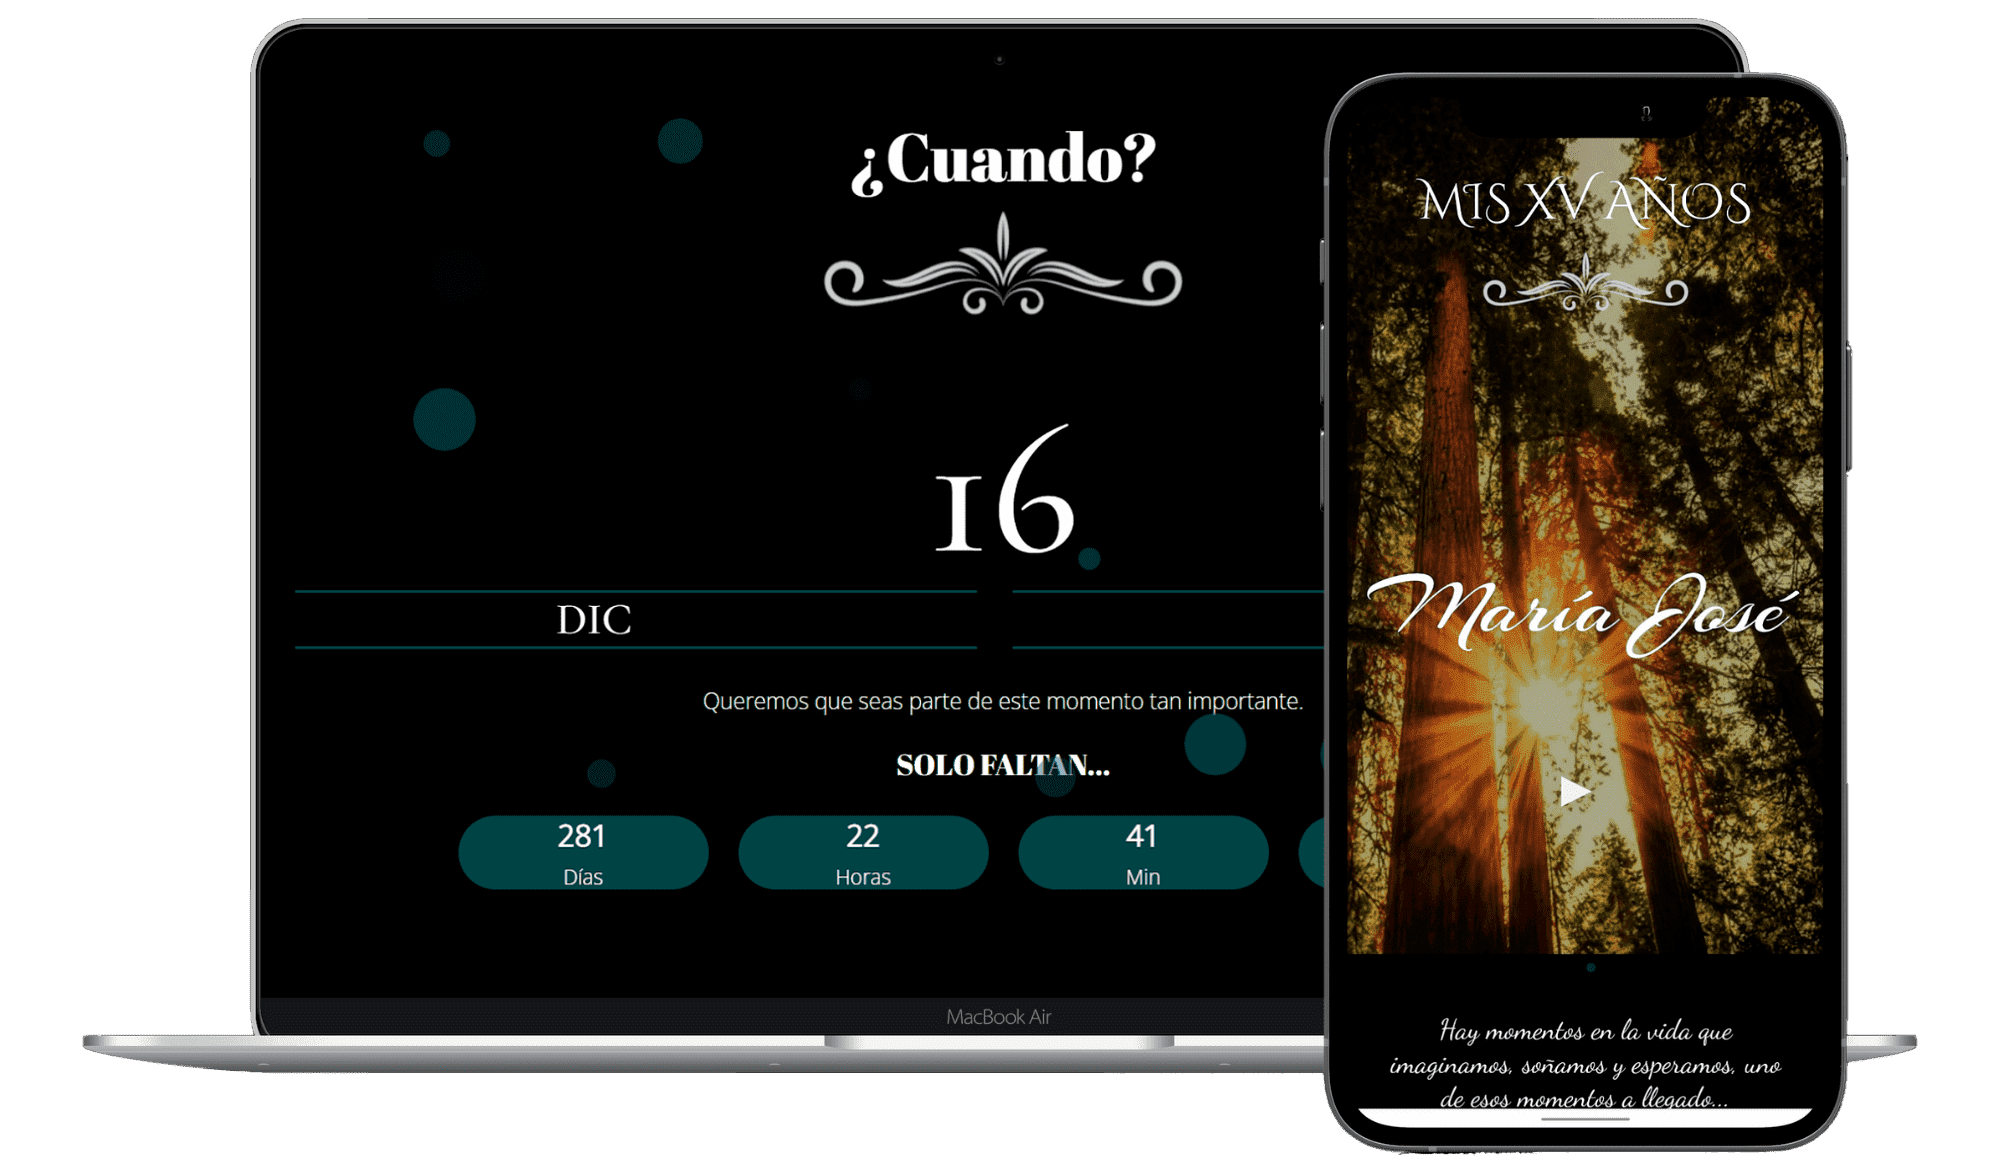 ¿Cuando?
16
DIC
Queremos que seas parte de este momento tan importante.
SOLO FALTAN...
281
Días
22
Horas
41
Min
MacBook Air
MIS XV AÑOS
María José
Hay momentos en la vida que
imaginamos, soñamos y esperamos, uno
de esos momentos a llegado...